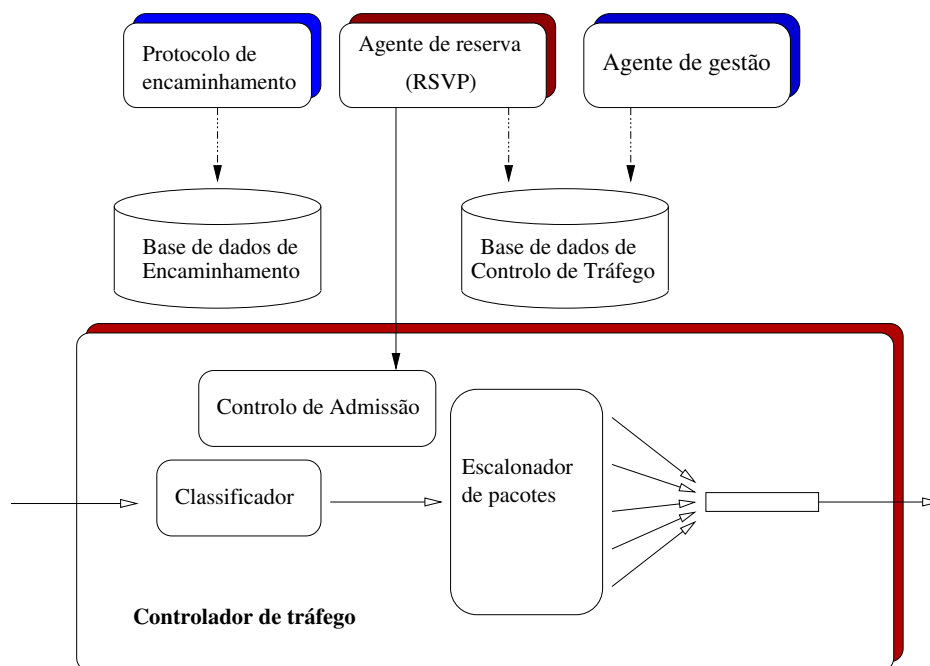 Protocolo de
encaminhamento
Agente de reserva
(RSVP)
Agente de gestão
Base de dados de
Encaminhamento
Base de dados de
Controlo de Tráfego
Controlo de Admissão
Classificador
Escalonador
de pacotes
Controlador de tráfego